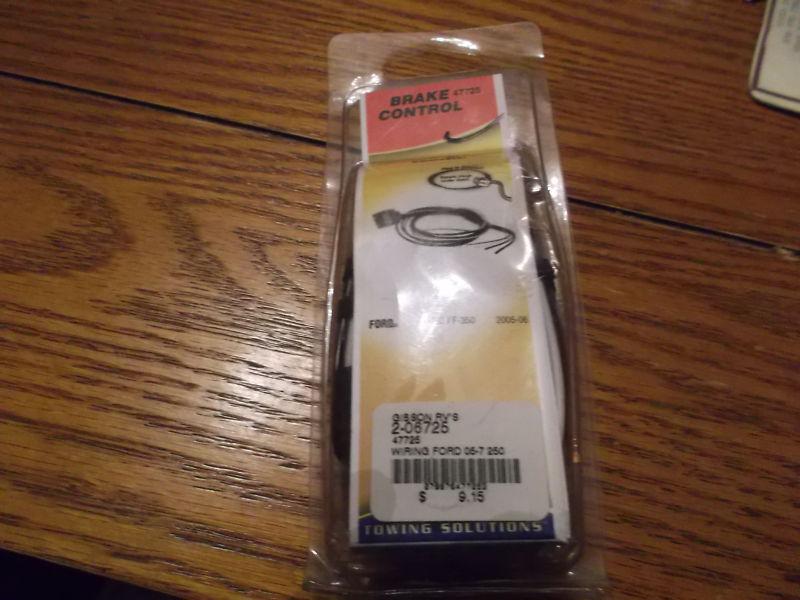 BRAKE 47725
CONTROL
FORD / F-350 2005-06
GIBSON RV'S
2-06725
47725
WIRING FORD 05-7 250
$ 9.15
TOWING SOLUTIONS